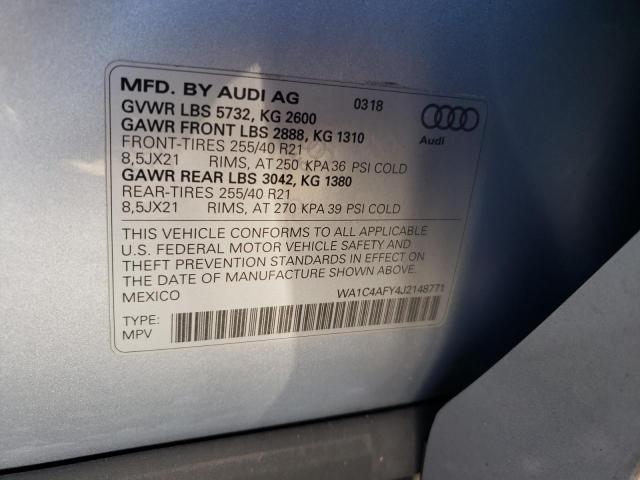 MFD. BY AUDI AG
0318
GVWR LBS 5732, KG 2600
GAWR FRONT LBS 2888, KG 1310
FRONT-TIRES 255/40 R21
8,5JX21 RIMS, AT 250 KPA 36 PSI COLD
GAWR REAR LBS 3042, KG 1380
REAR-TIRES 255/40 R21
8,5JX21 RIMS, AT 270 KPA 39 PSI COLD
Audi
THIS VEHICLE CONFORMS TO ALL APPLICABLE
U.S. FEDERAL MOTOR VEHICLE SAFETY AND
THEFT PREVENTION STANDARDS IN EFFECT ON
THE DATE OF MANUFACTURE SHOWN ABOVE.
MEXICO
WA1C4AFY4J2148771
TYPE:
MPV